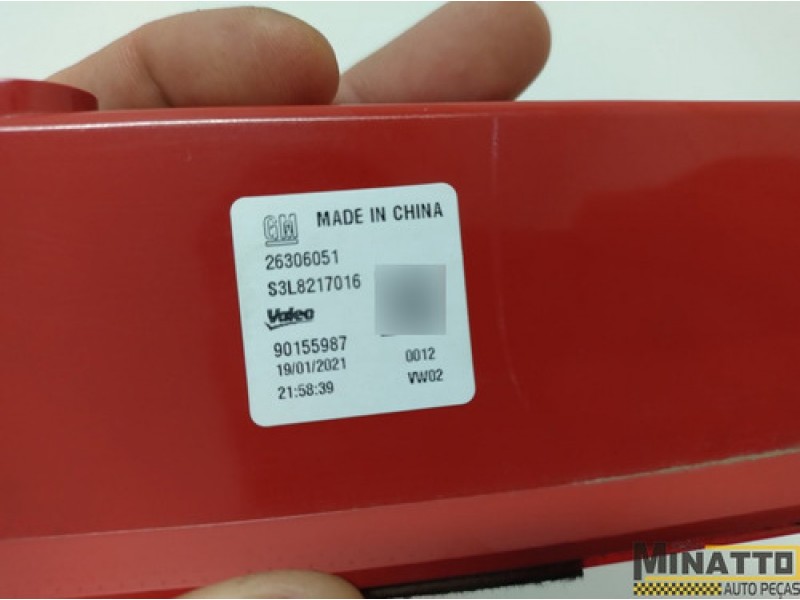 GM MADE IN CHINA
26306051
S3L8217016
Valeo
90155987
19/01/2021 0012
21:58:39 VW02
MINATTO
AUTO PEÇAS